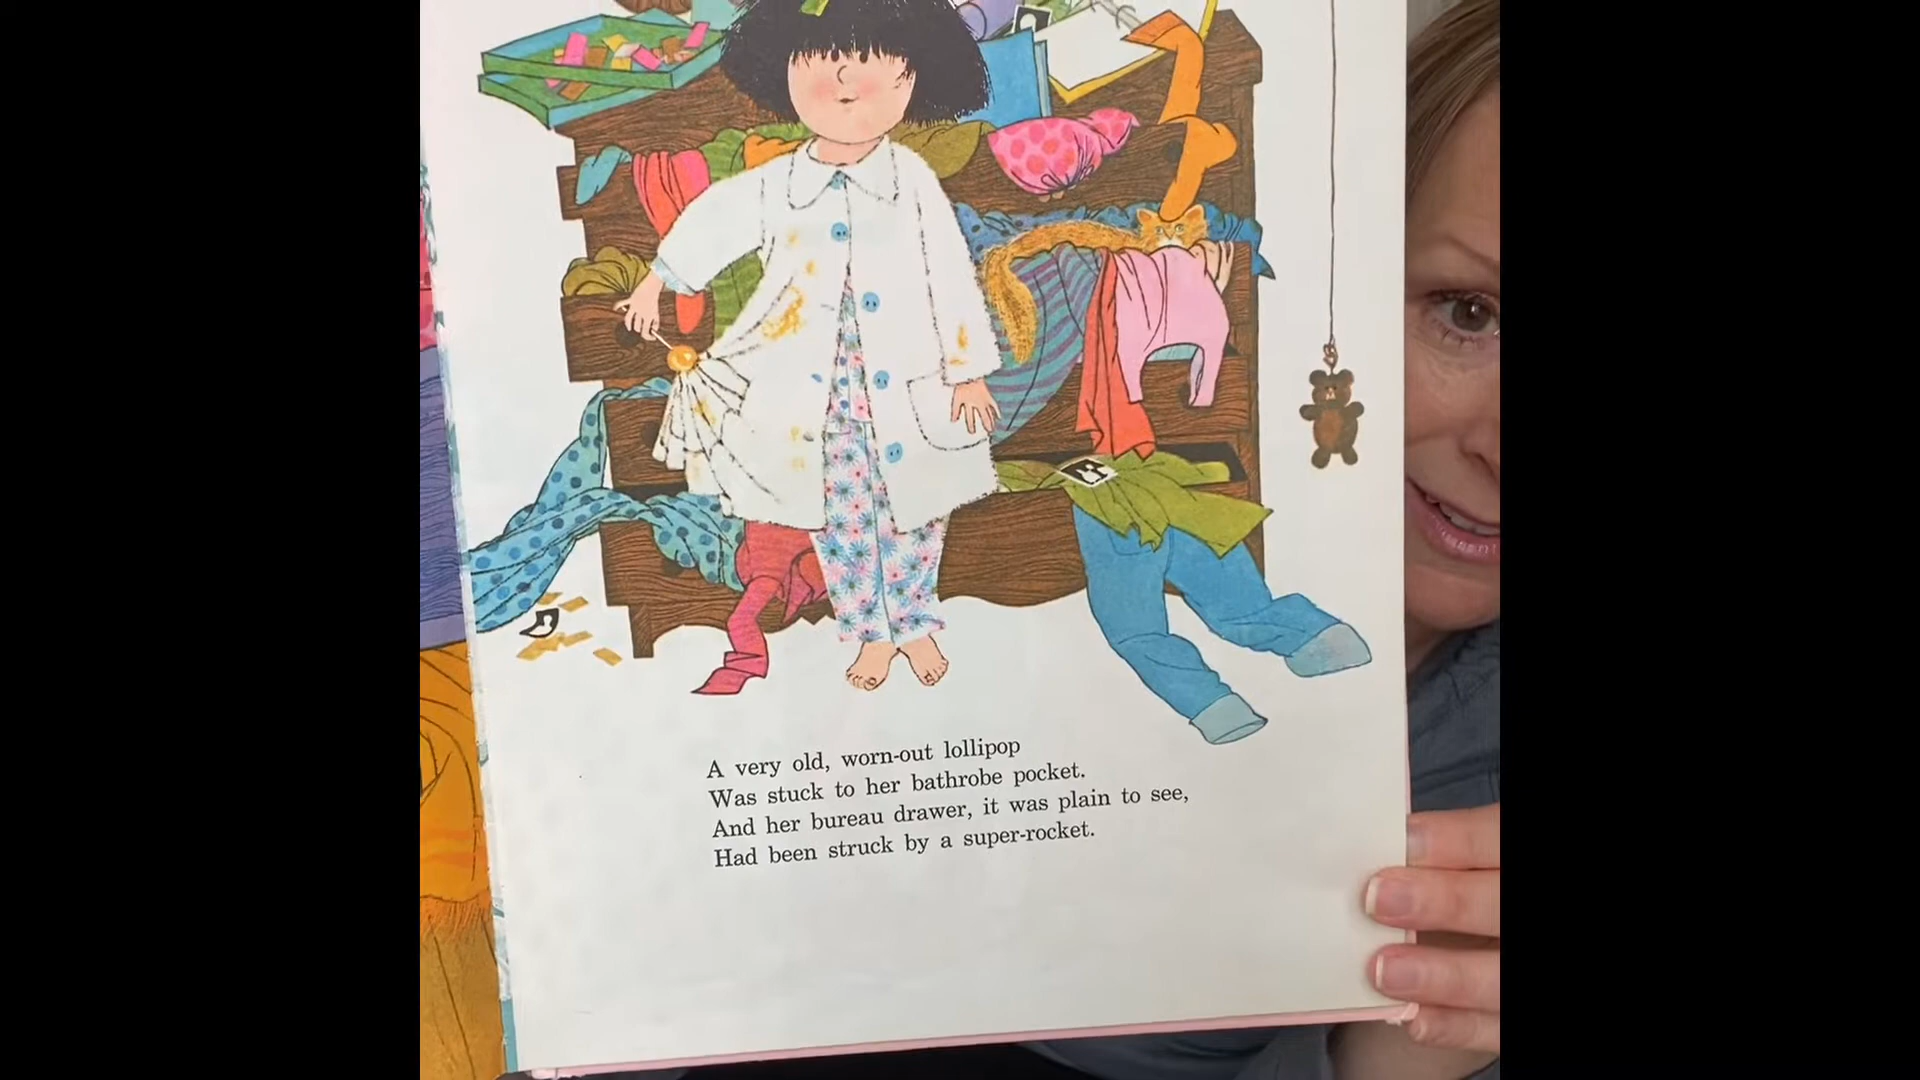 A very old, worn-out lollipop
Was stuck to her bathrobe pocket.
And her bureau drawer, it was plain to see,
Had been struck by a super-rocket.